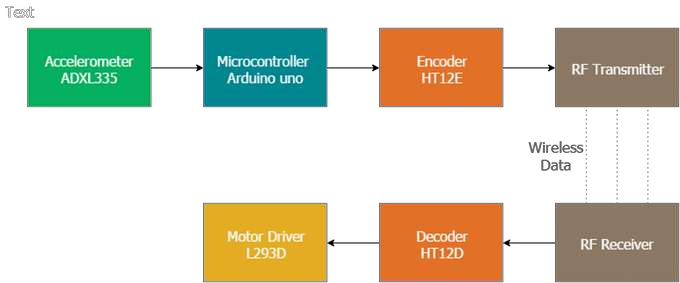 Text
Accelerometer
ADXL335
Microcontroller
Arduino uno
Encoder
HT12E
RF Transmitter
Wireless
Data
Motor Driver
L293D
Decoder
HT12D
RF Receiver